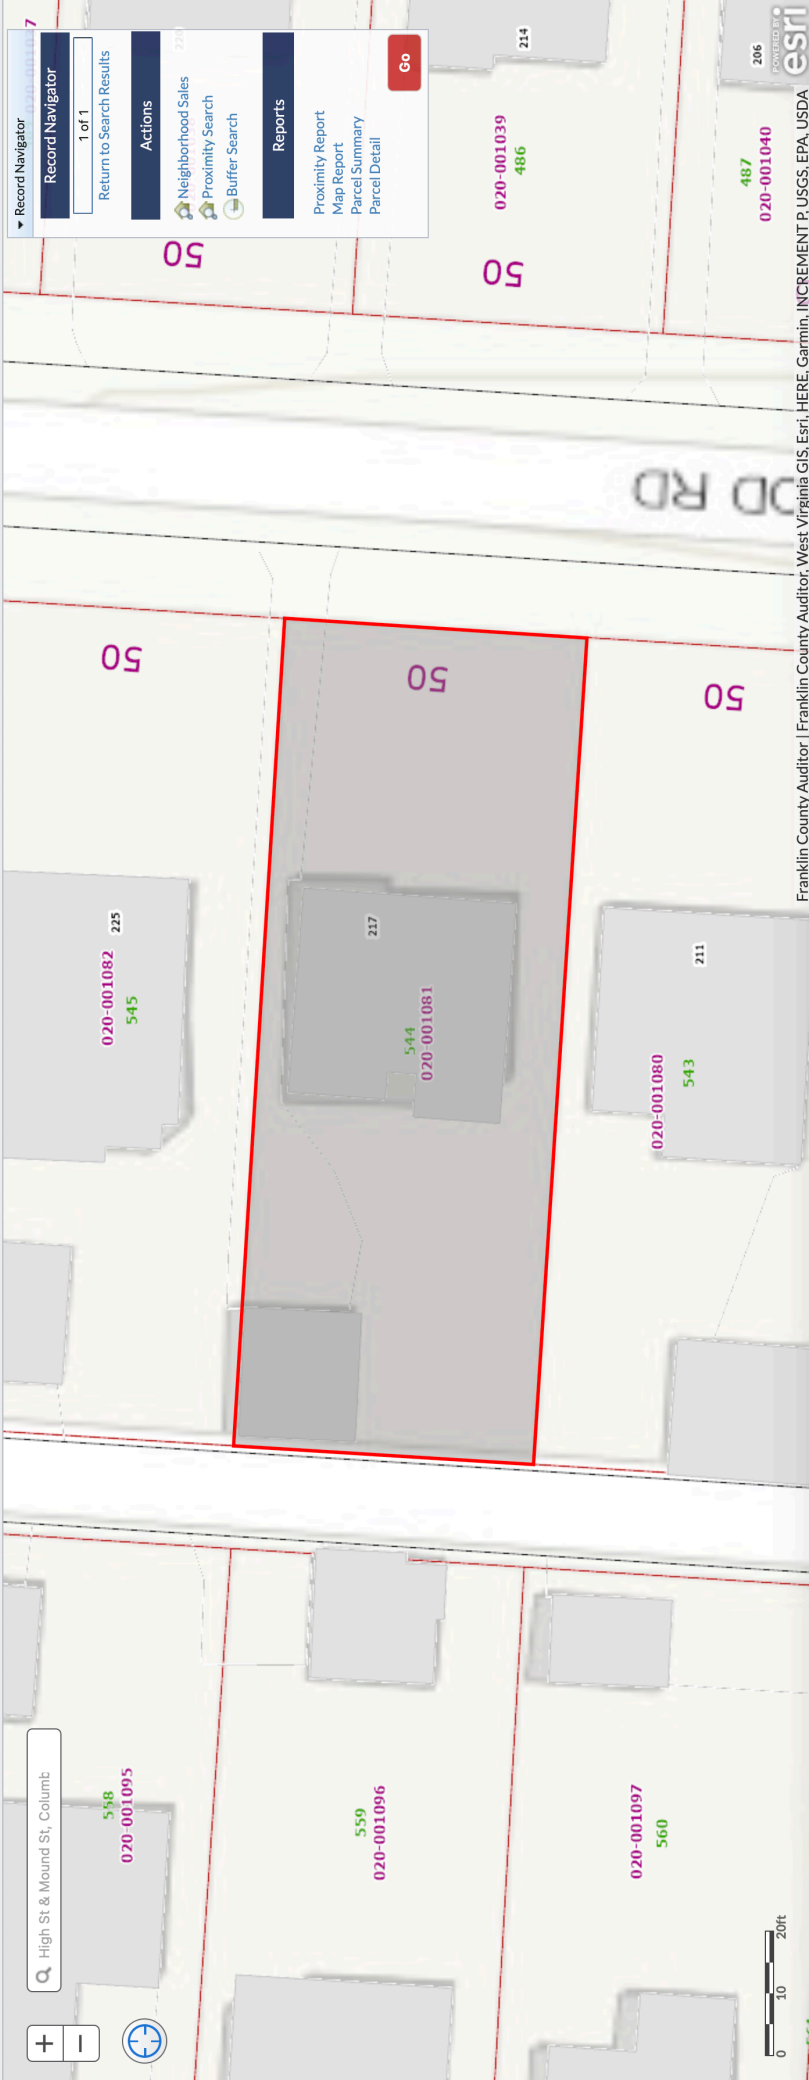 High St & Mound St, Columb
+
−
▾ Record Navigator
Record Navigator
1 of 1
Return to Search Results
Actions
Neighborhood Sales
Proximity Search
Buffer Search
Reports
Proximity Report
Map Report
Parcel Summary
Parcel Detail
Go
558
020-001095
020-001082
545
225
50
50
220
559
020-001096
544
020-001081
217
50
50
020-001039
486
214
020-001097
560
020-001080
543
211
50
OD RD
487
020-001040
206
0 10 20ft
Franklin County Auditor | Franklin County Auditor, West Virginia GIS, Esri, HERE, Garmin, INCREMENT P, USGS, EPA, USDA
POWERED BY
esri